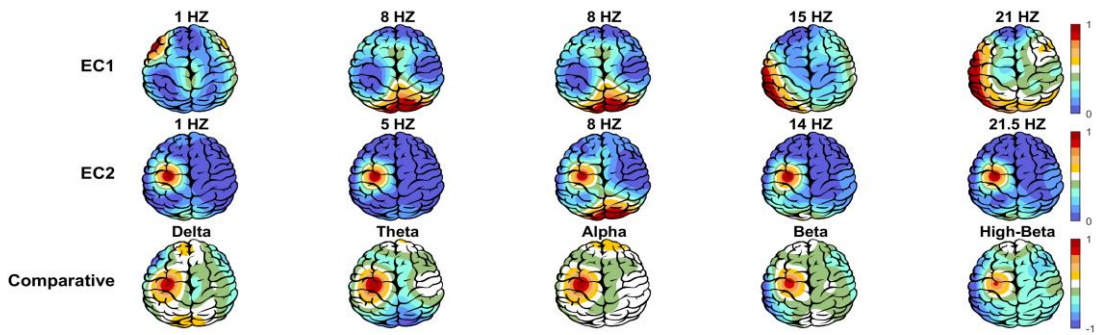 1 HZ 8 HZ 8 HZ 15 HZ 21 HZ
1
EC1
0
1 HZ 5 HZ 8 HZ 14 HZ 21.5 HZ
1
EC2
0
Delta Theta Alpha Beta High-Beta
1
Comparative
-1